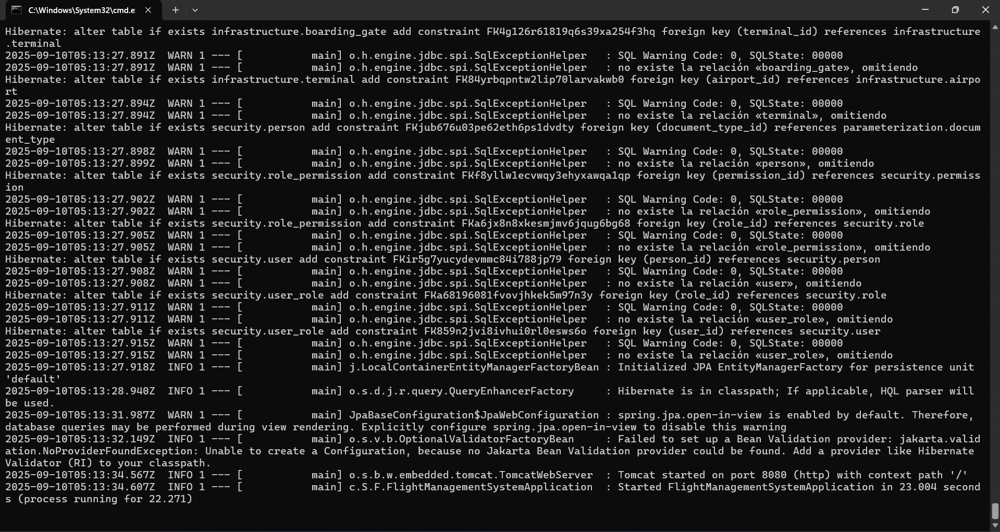 C:\Windows\System32\cmd.e
Hibernate: alter table if exists infrastructure.boarding_gate add constraint FK4g126r61819q6s39xa254f3hq foreign key (terminal_id) references infrastructure
.terminal
2025-09-10T05:13:27.891Z  WARN 1 --- [           main] o.h.engine.jdbc.spi.SqlExceptionHelper   : SQL Warning Code: 0, SQLState: 00000
2025-09-10T05:13:27.891Z  WARN 1 --- [           main] o.h.engine.jdbc.spi.SqlExceptionHelper   : no existe la relación «boarding_gate», omitiendo
Hibernate: alter table if exists infrastructure.terminal add constraint FK84yrbqpntw2lip70larvakwb0 foreign key (airport_id) references infrastructure.airpo
rt
2025-09-10T05:13:27.894Z  WARN 1 --- [           main] o.h.engine.jdbc.spi.SqlExceptionHelper   : SQL Warning Code: 0, SQLState: 00000
2025-09-10T05:13:27.894Z  WARN 1 --- [           main] o.h.engine.jdbc.spi.SqlExceptionHelper   : no existe la relación «terminal», omitiendo
Hibernate: alter table if exists security.person add constraint FKjub676u03pe62eth6ps1dvdty foreign key (document_type_id) references parameterization.docum
ent_type
2025-09-10T05:13:27.898Z  WARN 1 --- [           main] o.h.engine.jdbc.spi.SqlExceptionHelper   : SQL Warning Code: 0, SQLState: 00000
2025-09-10T05:13:27.899Z  WARN 1 --- [           main] o.h.engine.jdbc.spi.SqlExceptionHelper   : no existe la relación «person», omitiendo
Hibernate: alter table if exists security.role_permission add constraint FKf8yllw1ecvwqy3ehyxawqa1qp foreign key (permission_id) references security.permiss
ion
2025-09-10T05:13:27.902Z  WARN 1 --- [           main] o.h.engine.jdbc.spi.SqlExceptionHelper   : SQL Warning Code: 0, SQLState: 00000
2025-09-10T05:13:27.902Z  WARN 1 --- [           main] o.h.engine.jdbc.spi.SqlExceptionHelper   : no existe la relación «role_permission», omitiendo
Hibernate: alter table if exists security.role_permission add constraint FKa6jx8n8xkesmjmv6jqug6bg68 foreign key (role_id) references security.role
2025-09-10T05:13:27.905Z  WARN 1 --- [           main] o.h.engine.jdbc.spi.SqlExceptionHelper   : SQL Warning Code: 0, SQLState: 00000
2025-09-10T05:13:27.905Z  WARN 1 --- [           main] o.h.engine.jdbc.spi.SqlExceptionHelper   : no existe la relación «role_permission», omitiendo
Hibernate: alter table if exists security.user add constraint FKir5g7yucydevmmc84i788jp79 foreign key (person_id) references security.person
2025-09-10T05:13:27.908Z  WARN 1 --- [           main] o.h.engine.jdbc.spi.SqlExceptionHelper   : SQL Warning Code: 0, SQLState: 00000
2025-09-10T05:13:27.908Z  WARN 1 --- [           main] o.h.engine.jdbc.spi.SqlExceptionHelper   : no existe la relación «user», omitiendo
Hibernate: alter table if exists security.user_role add constraint FKa68196081fvovjhkek5m97n3y foreign key (role_id) references security.role
2025-09-10T05:13:27.911Z  WARN 1 --- [           main] o.h.engine.jdbc.spi.SqlExceptionHelper   : SQL Warning Code: 0, SQLState: 00000
2025-09-10T05:13:27.911Z  WARN 1 --- [           main] o.h.engine.jdbc.spi.SqlExceptionHelper   : no existe la relación «user_role», omitiendo
Hibernate: alter table if exists security.user_role add constraint FK859n2jvi8ivhui0rl0esws6o foreign key (user_id) references security.user
2025-09-10T05:13:27.915Z  WARN 1 --- [           main] o.h.engine.jdbc.spi.SqlExceptionHelper   : SQL Warning Code: 0, SQLState: 00000
2025-09-10T05:13:27.915Z  WARN 1 --- [           main] o.h.engine.jdbc.spi.SqlExceptionHelper   : no existe la relación «user_role», omitiendo
2025-09-10T05:13:27.918Z  INFO 1 --- [           main] j.LocalContainerEntityManagerFactoryBean : Initialized JPA EntityManagerFactory for persistence unit
'default'
2025-09-10T05:13:28.940Z  INFO 1 --- [           main] o.s.d.j.r.query.QueryEnhancerFactory     : Hibernate is in classpath; If applicable, HQL parser will
be used.
2025-09-10T05:13:31.987Z  WARN 1 --- [           main] JpaBaseConfiguration$JpaWebConfiguration : spring.jpa.open-in-view is enabled by default. Therefore,
database queries may be performed during view rendering. Explicitly configure spring.jpa.open-in-view to disable this warning
2025-09-10T05:13:32.149Z  INFO 1 --- [           main] o.s.v.b.OptionalValidatorFactoryBean     : Failed to set up a Bean Validation provider: jakarta.valid
ation.NoProviderFoundException: Unable to create a Configuration, because no Jakarta Bean Validation provider could be found. Add a provider like Hibernate
Validator (RI) to your classpath.
2025-09-10T05:13:34.567Z  INFO 1 --- [           main] o.s.b.w.embedded.tomcat.TomcatWebServer  : Tomcat started on port 8080 (http) with context path '/'
2025-09-10T05:13:34.607Z  INFO 1 --- [           main] c.S.F.FlightManagementSystemApplication  : Started FlightManagementSystemApplication in 23.004 second
s (process running for 22.271)